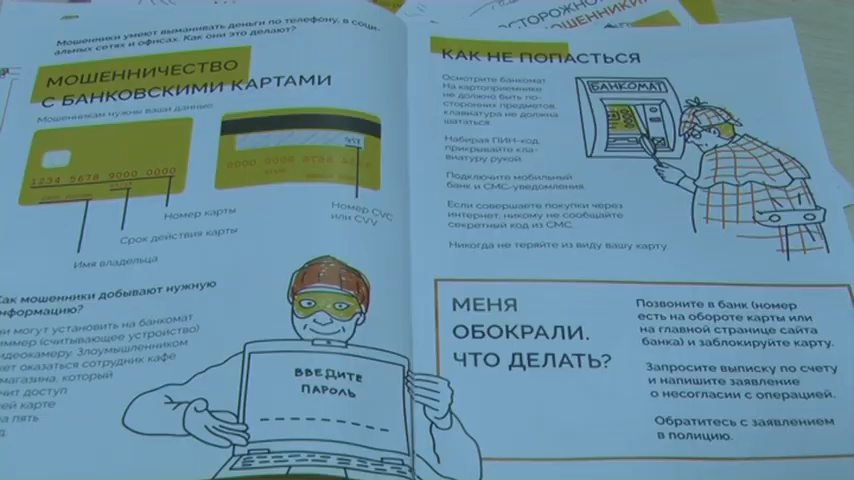 Мошенники умеют выманивать деньги по телефону, в соци-
альных сетях и офисах. Как они это делают?
МОШЕННИЧЕСТВО
С БАНКОВСКИМИ КАРТАМИ
Мошенникам нужны ваши данные
1234 5678 9000 0000
Номер карты
Срок действия карты
Имя владельца
Номер CVC
или CVV
Как мошенники добывают нужную
информацию?
могут установить на банкомат
(считывающее устройство)
Злоумышленником
оказаться сотрудник кафе
который
доступ
карте
пять
ВВЕДИТЕ
ПАРОЛЬ
ОСТОРОЖНО
КАК НЕ ПОПАСТЬСЯ
Осмотрите банкомат.
На картоприемнике
не должно быть по-
сторонних предметов,
клавиатура не должна
шататься.
Набирая ПИН-код,
прикрывайте кла-
виатуру рукой.
Подключите мобильный
банк и СМС-уведомления.
Если совершаете покупки через
интернет, никому не сообщайте
секретный код из СМС.
Никогда не теряйте из виду вашу карту.
БАНКОМАТ
МЕНЯ
ОБОКРАЛИ.
ЧТО ДЕЛАТЬ?
Позвоните в банк (номер
есть на обороте карты или
на главной странице сайта
банка) и заблокируйте карту.
Запросите выписку по счету
и напишите заявление
о несогласии с операцией.
Обратитесь с заявлением
в полицию.